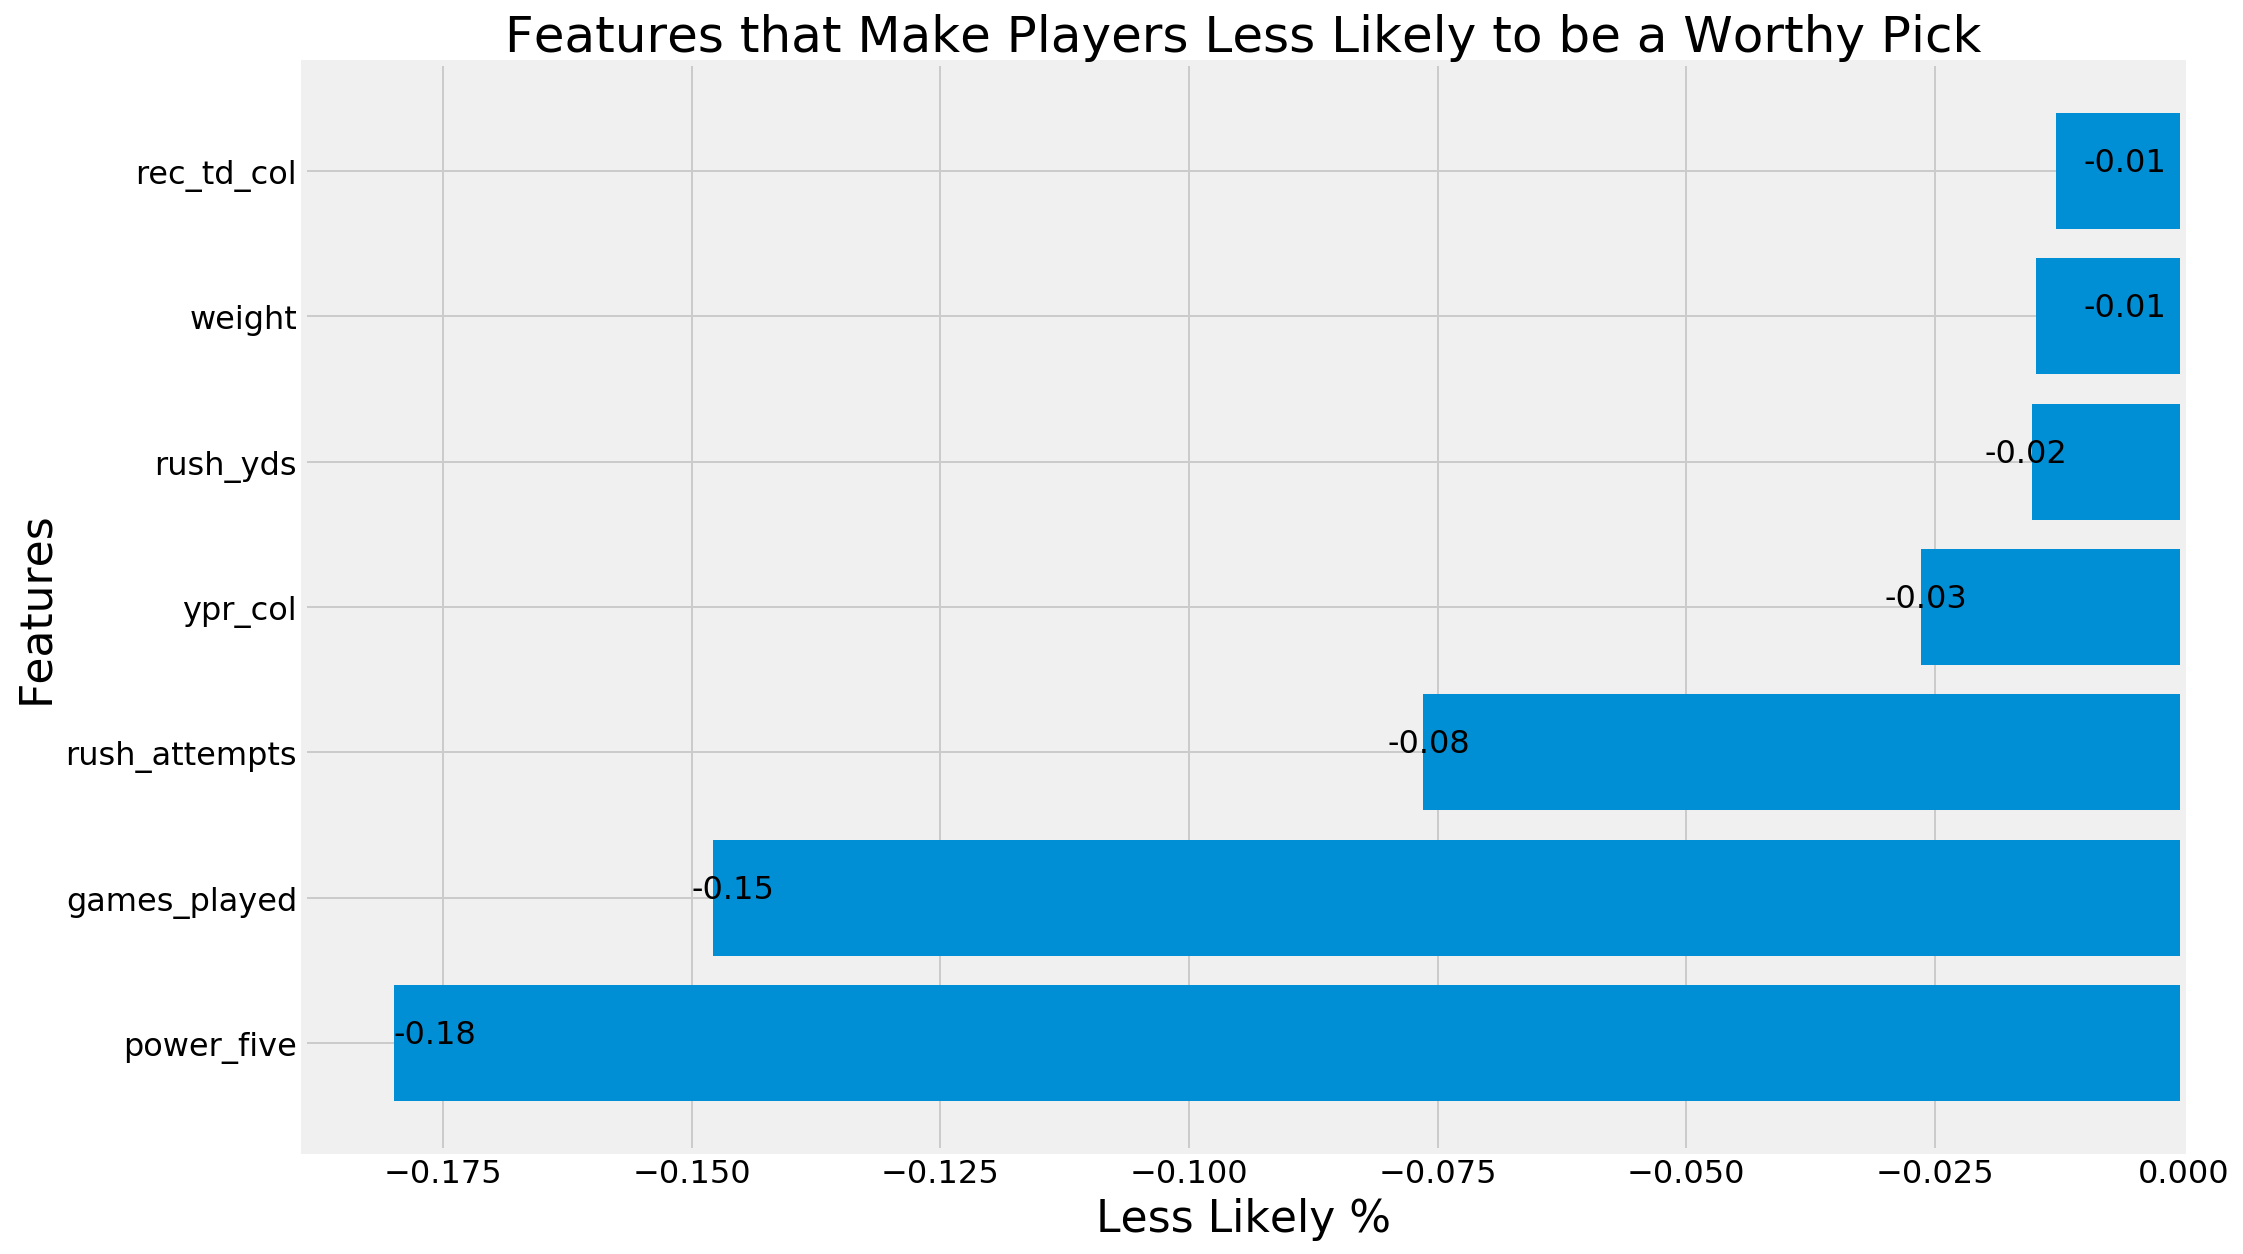 Features that Make Players Less Likely to be a Worthy Pick
rec_td_col
-0.01
weight
-0.01
rush_yds
-0.02
ypr_col
-0.03
rush_attempts
-0.08
games_played
-0.15
power_five
-0.18
Features
−0.175 −0.150 −0.125 −0.100 −0.075 −0.050 −0.025 0.000
Less Likely %